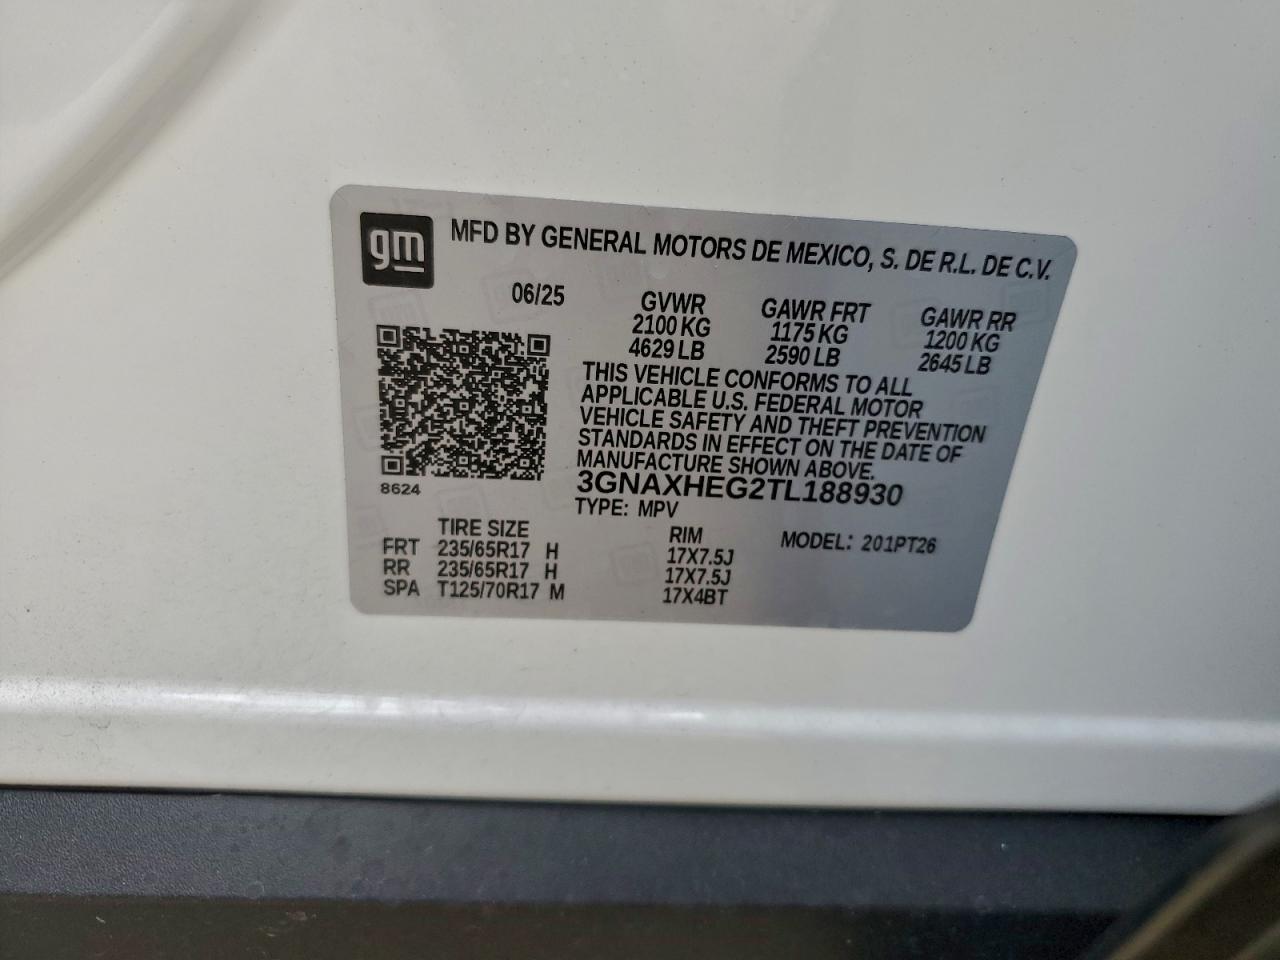 gm MFD BY GENERAL MOTORS DE MEXICO, S. DE R.L. DE C.V.
06/25 GVWR GAWR FRT GAWR RR
2100 KG 1175 KG 1200 KG
4629 LB 2590 LB 2645 LB
THIS VEHICLE CONFORMS TO ALL
APPLICABLE U.S. FEDERAL MOTOR
VEHICLE SAFETY AND THEFT PREVENTION
STANDARDS IN EFFECT ON THE DATE OF
MANUFACTURE SHOWN ABOVE.
8624 3GNAXHEG2TL188930
TYPE: MPV
TIRE SIZE RIM MODEL: 201PT26
FRT 235/65R17 H 17X7.5J
RR 235/65R17 H 17X7.5J
SPA T125/70R17 M 17X4BT